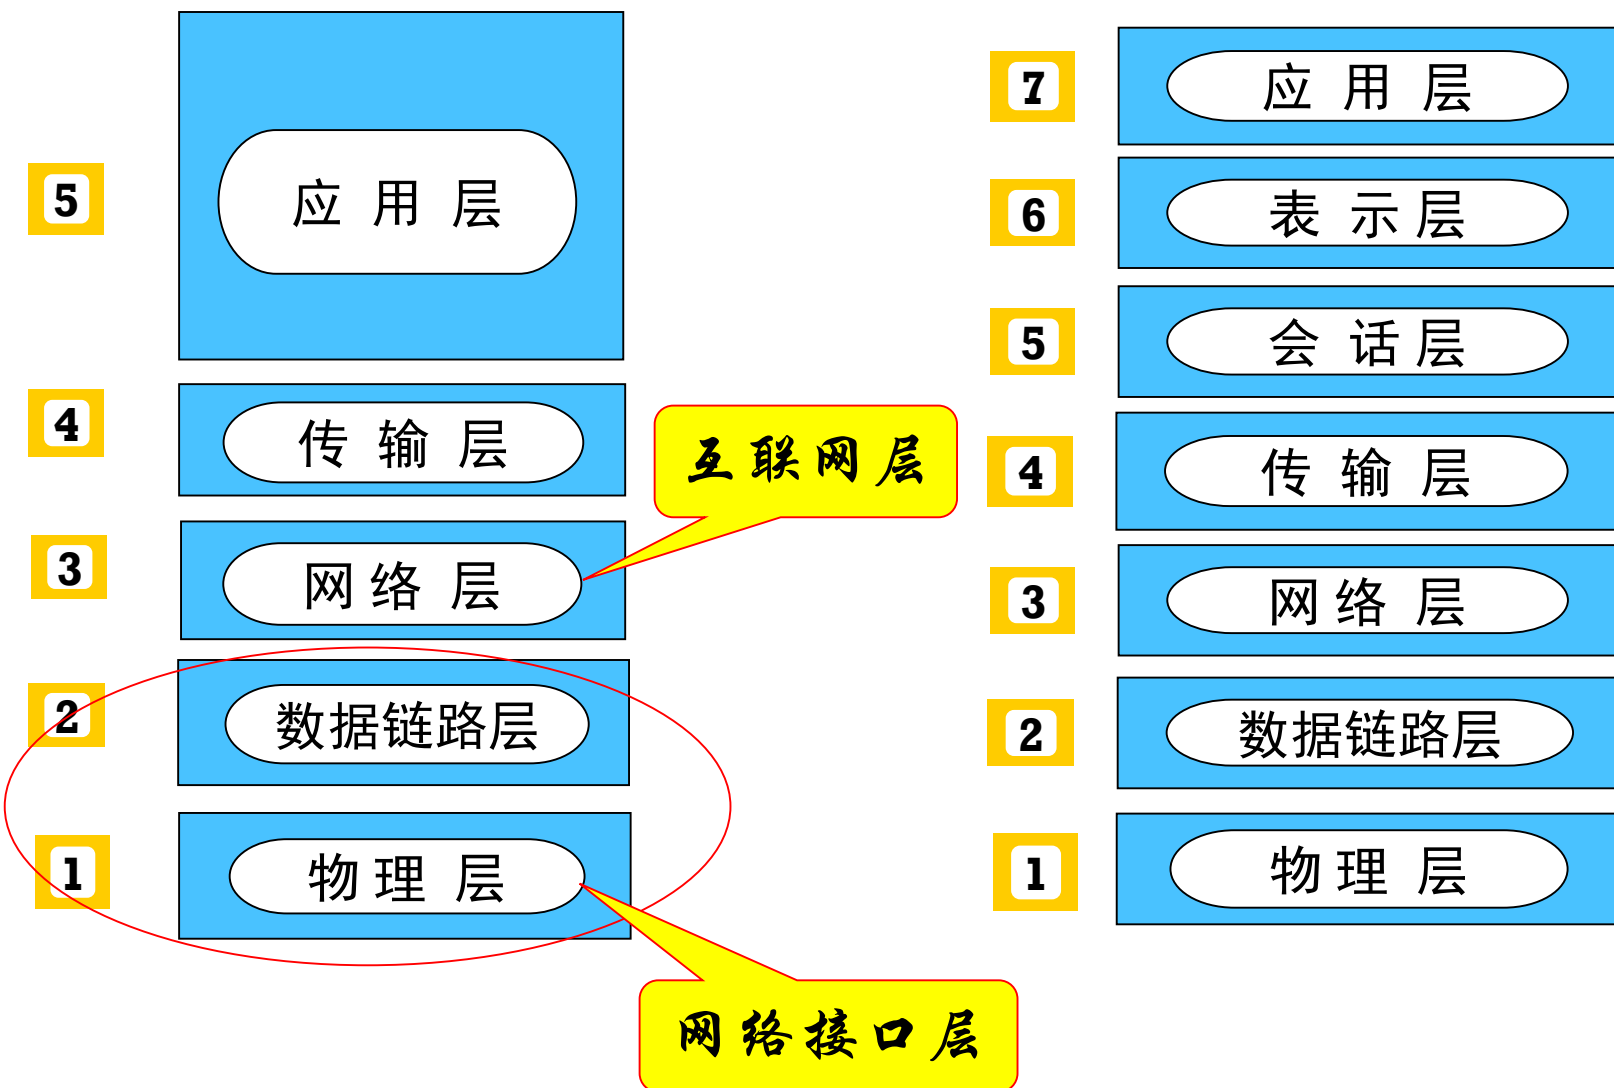 5
应 用 层
4
传 输 层
互联网层
3
网 络 层
2
数据链路层
1
物 理 层
网络接口层
7
应 用 层
6
表 示 层
5
会 话 层
4
传 输 层
3
网 络 层
2
数据链路层
1
物 理 层